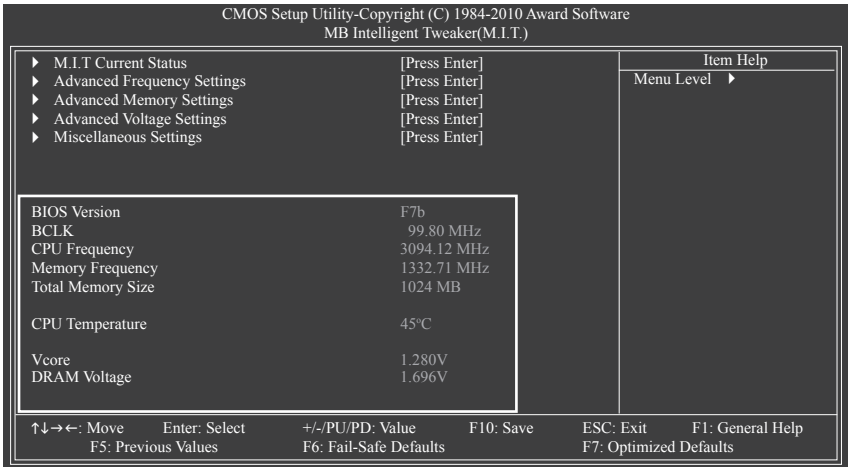 CMOS Setup Utility-Copyright (C) 1984-2010 Award Software
MB Intelligent Tweaker(M.I.T.)
M.I.T Current Status [Press Enter]
Advanced Frequency Settings [Press Enter]
Advanced Memory Settings [Press Enter]
Advanced Voltage Settings [Press Enter]
Miscellaneous Settings [Press Enter]
Item Help
Menu Level
BIOS Version F7b
BCLK 99.80 MHz
CPU Frequency 3094.12 MHz
Memory Frequency 1332.71 MHz
Total Memory Size 1024 MB
CPU Temperature 45°C
Vcore 1.280V
DRAM Voltage 1.696V
↑↓→←: Move Enter: Select +/-/PU/PD: Value F10: Save ESC: Exit F1: General Help
F5: Previous Values F6: Fail-Safe Defaults F7: Optimized Defaults